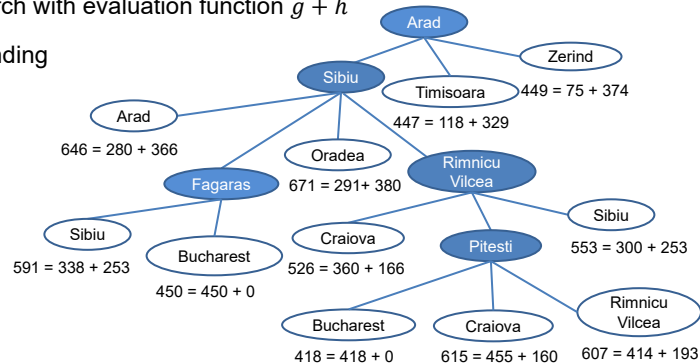 rch with evaluation function g + h
nding
Arad
Zerind
449 = 75 + 374
Sibiu
Timisoara
447 = 118 + 329
Arad
646 = 280 + 366
Oradea
671 = 291+ 380
Rimnicu
Vilcea
Fagaras
Sibiu
591 = 338 + 253
Bucharest
450 = 450 + 0
Craiova
526 = 360 + 166
Pitesti
Sibiu
553 = 300 + 253
Bucharest
418 = 418 + 0
Craiova
615 = 455 + 160
Rimnicu
Vilcea
607 = 414 + 193